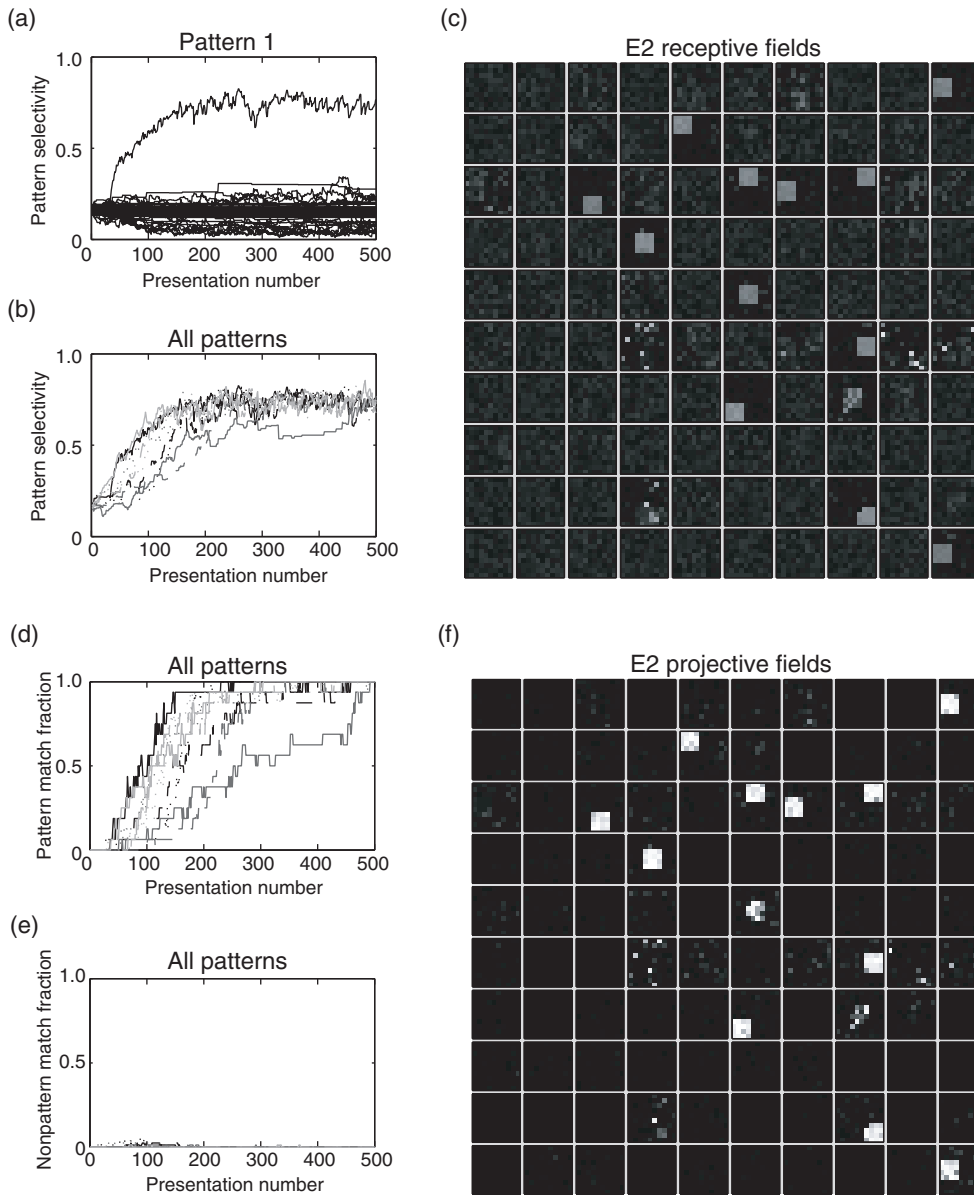 (a)
Pattern 1
1.0
0.5
0
Pattern selectivity
0 100 200 300 400 500
Presentation number
(b)
All patterns
1.0
0.5
0
Pattern selectivity
0 100 200 300 400 500
Presentation number
(c)
E2 receptive fields
(d)
All patterns
1.0
0.5
0
Pattern match fraction
0 100 200 300 400 500
Presentation number
(e)
All patterns
1.0
0.5
0
Nonpattern match fraction
0 100 200 300 400 500
Presentation number
(f)
E2 projective fields